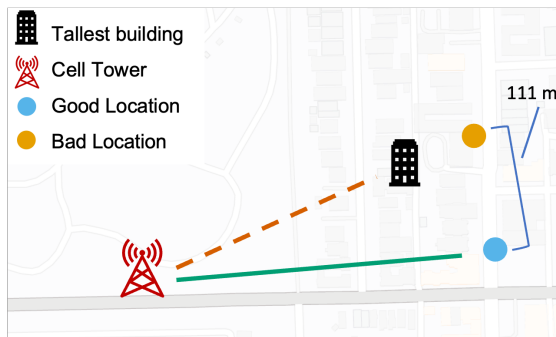 Tallest building
Cell Tower
Good Location
Bad Location
111 m